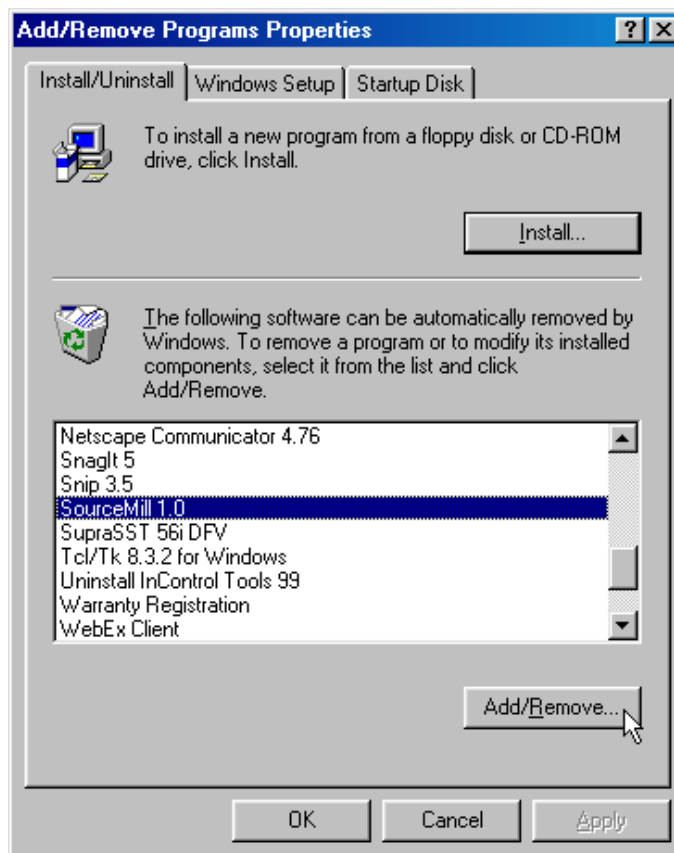 Add/Remove Programs Properties
Install/Uninstall Windows Setup Startup Disk
To install a new program from a floppy disk or CD-ROM
drive, click Install.
Install...
The following software can be automatically removed by
Windows. To remove a program or to modify its installed
components, select it from the list and click
Add/Remove.
Netscape Communicator 4.76
SnagIt 5
Snip 3.5
SourceMill 1.0
SupraSST 56i DFV
Tcl/Tk 8.3.2 for Windows
Uninstall InControl Tools 99
Warranty Registration
WebEx Client
Add/Remove...
OK Cancel Apply